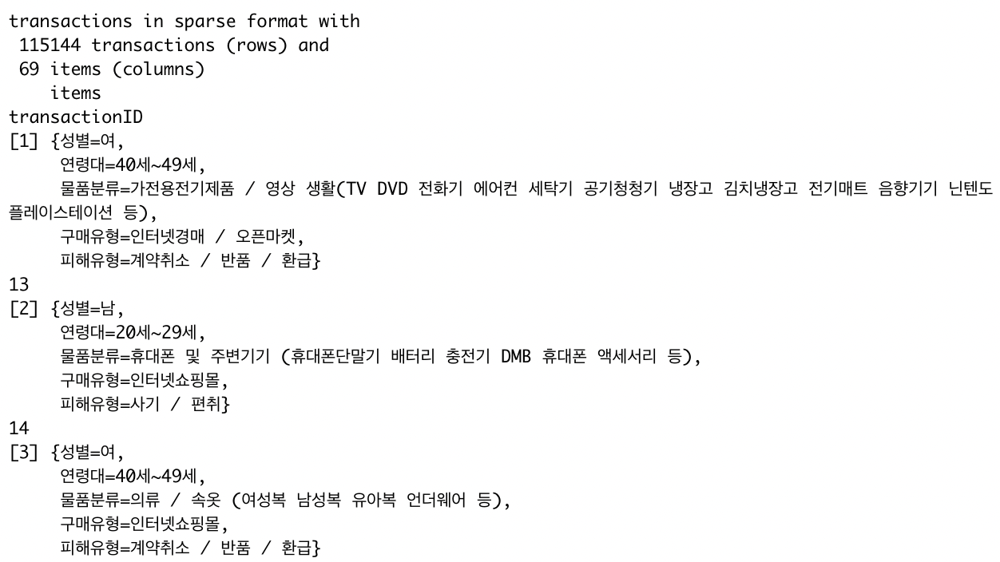 transactions in sparse format with
 115144 transactions (rows) and
 69 items (columns)
    items
transactionID
[1] {성별=여,
     연령대=40세~49세,
     물품분류=가전용전기제품 / 영상 생활(TV DVD 전화기 에어컨 세탁기 공기청청기 냉장고 김치냉장고 전기매트 음향기기 닌텐도
플레이스테이션 등),
     구매유형=인터넷경매 / 오픈마켓,
     피해유형=계약취소 / 반품 / 환급}
13
[2] {성별=남,
     연령대=20세~29세,
     물품분류=휴대폰 및 주변기기 (휴대폰단말기 배터리 충전기 DMB 휴대폰 액세서리 등),
     구매유형=인터넷쇼핑몰,
     피해유형=사기 / 편취}
14
[3] {성별=여,
     연령대=40세~49세,
     물품분류=의류 / 속옷 (여성복 남성복 유아복 언더웨어 등),
     구매유형=인터넷쇼핑몰,
     피해유형=계약취소 / 반품 / 환급}